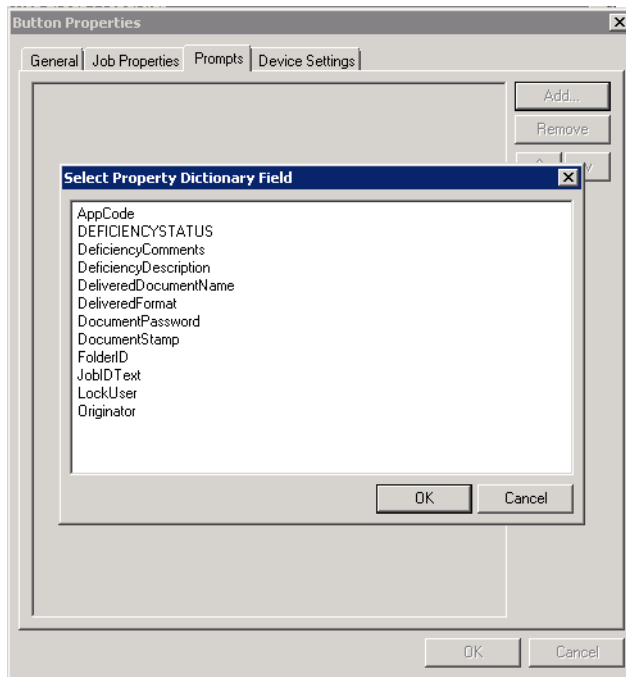 Button Properties
General Job Properties Prompts Device Settings
Add...
Remove
Select Property Dictionary Field
AppCode
DEFICIENCYSTATUS
DeficiencyComments
DeficiencyDescription
DeliveredDocumentName
DeliveredFormat
DocumentPassword
DocumentStamp
FolderID
JobIDText
LockUser
Originator
OK Cancel
OK Cancel